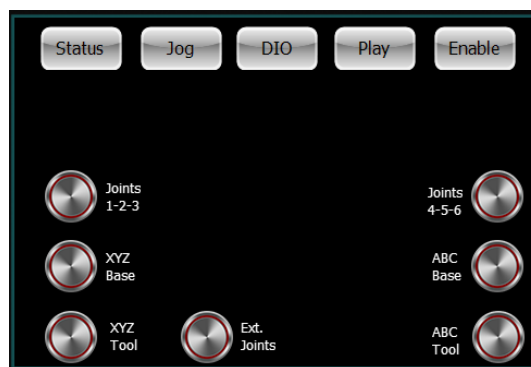 Status
Jog
DIO
Play
Enable
Joints
1-2-3
Joints
4-5-6
XYZ
Base
ABC
Base
XYZ
Tool
Ext.
Joints
ABC
Tool